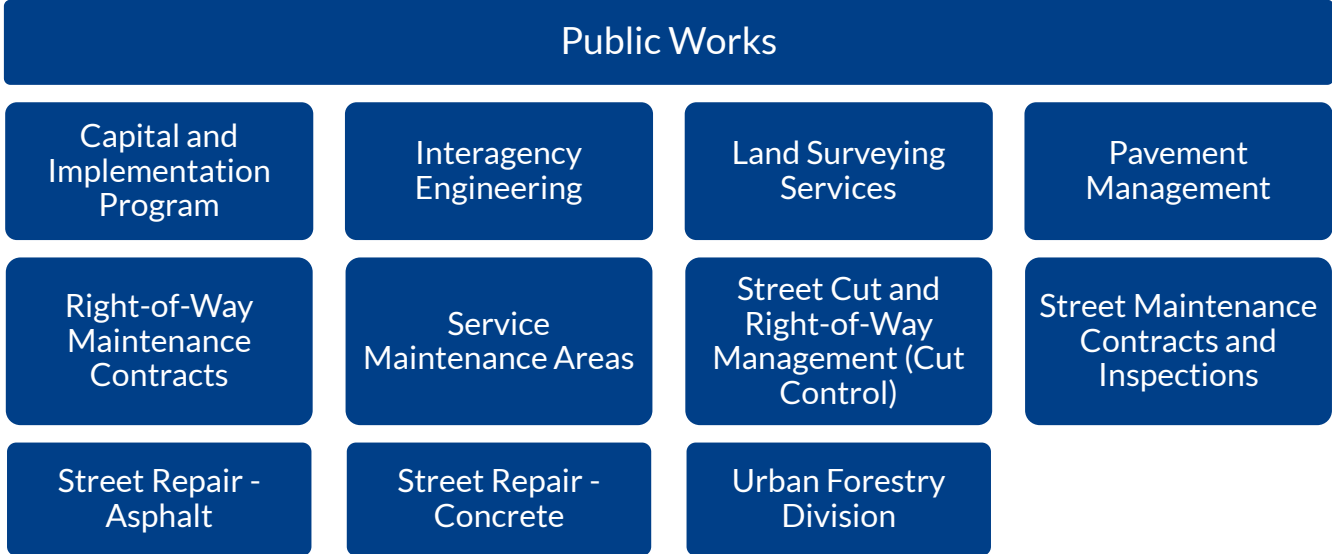 Public Works
Capital and
Implementation
Program
Interagency
Engineering
Land Surveying
Services
Pavement
Management
Right-of-Way
Maintenance
Contracts
Service
Maintenance Areas
Street Cut and
Right-of-Way
Management (Cut
Control)
Street Maintenance
Contracts and
Inspections
Street Repair -
Asphalt
Street Repair -
Concrete
Urban Forestry
Division